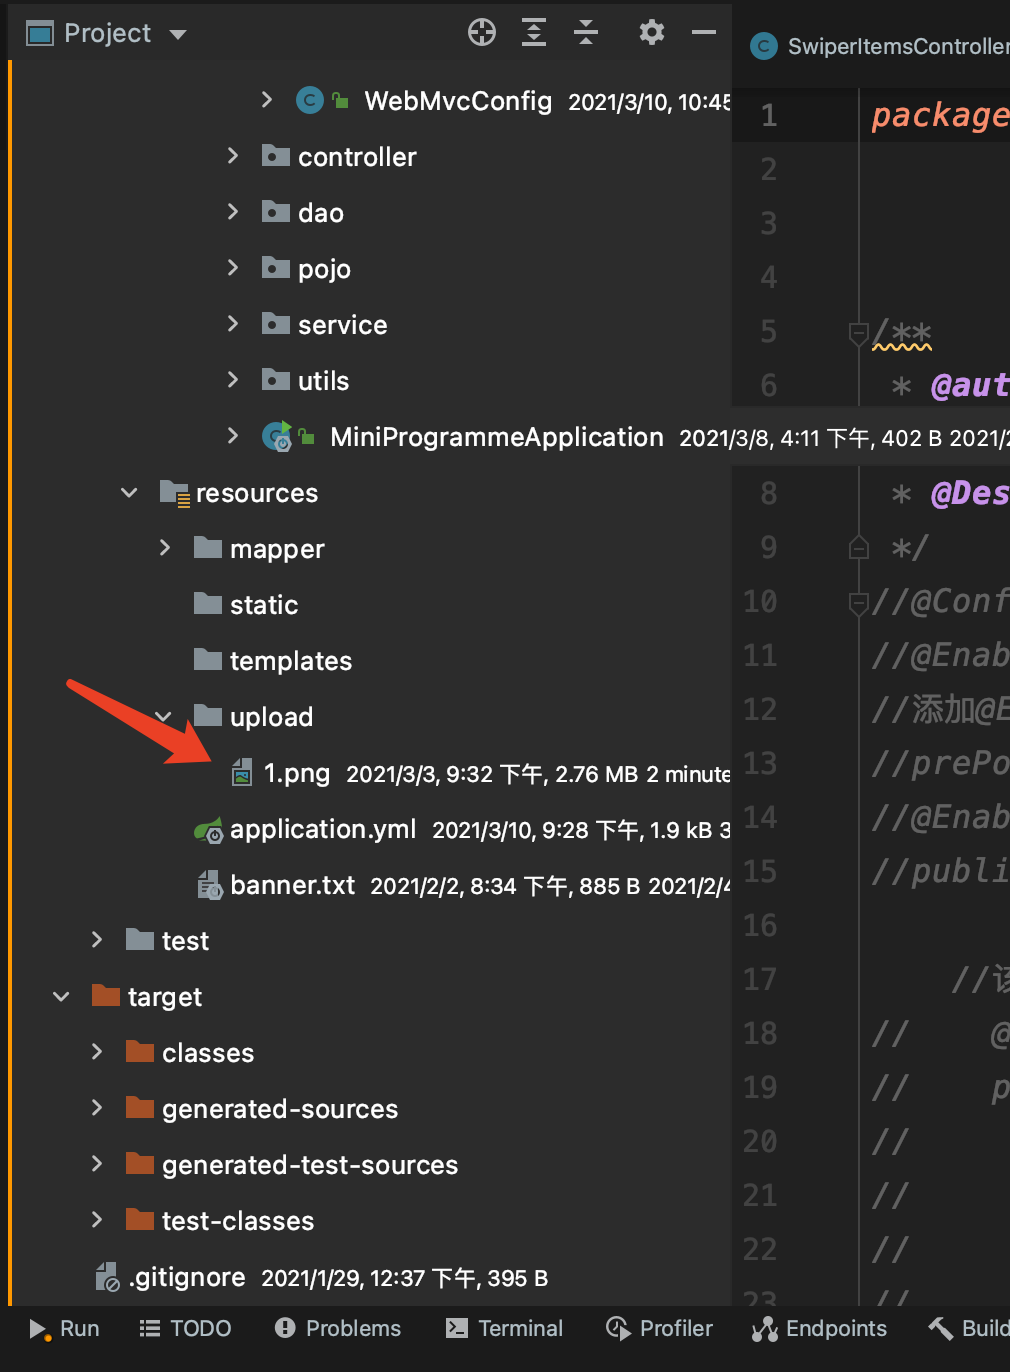 Project
SwiperItemsController
WebMvcConfig 2021/3/10, 10:45
controller
dao
pojo
service
utils
MiniProgrammeApplication 2021/3/8, 4:11 下午, 402 B 2021/2
resources
mapper
static
templates
upload
1.png 2021/3/3, 9:32 下午, 2.76 MB 2 minute
application.yml 2021/3/10, 9:28 下午, 1.9 kB 3
banner.txt 2021/2/2, 8:34 下午, 885 B 2021/2/4
test
target
classes
generated-sources
generated-test-sources
test-classes
.gitignore 2021/1/29, 12:37 下午, 395 B
1 package
2
3
4
5 /**
6 * @aut
8 * @Des
9 */
10 //@Conf
11 //@Enab
12 //添加@E
13 //prePo
14 //@Enab
15 //publi
16
17 //该
18 // @
19 // p
20 //
21 //
22 //
23 //
Run TODO Problems Terminal Profiler Endpoints Build